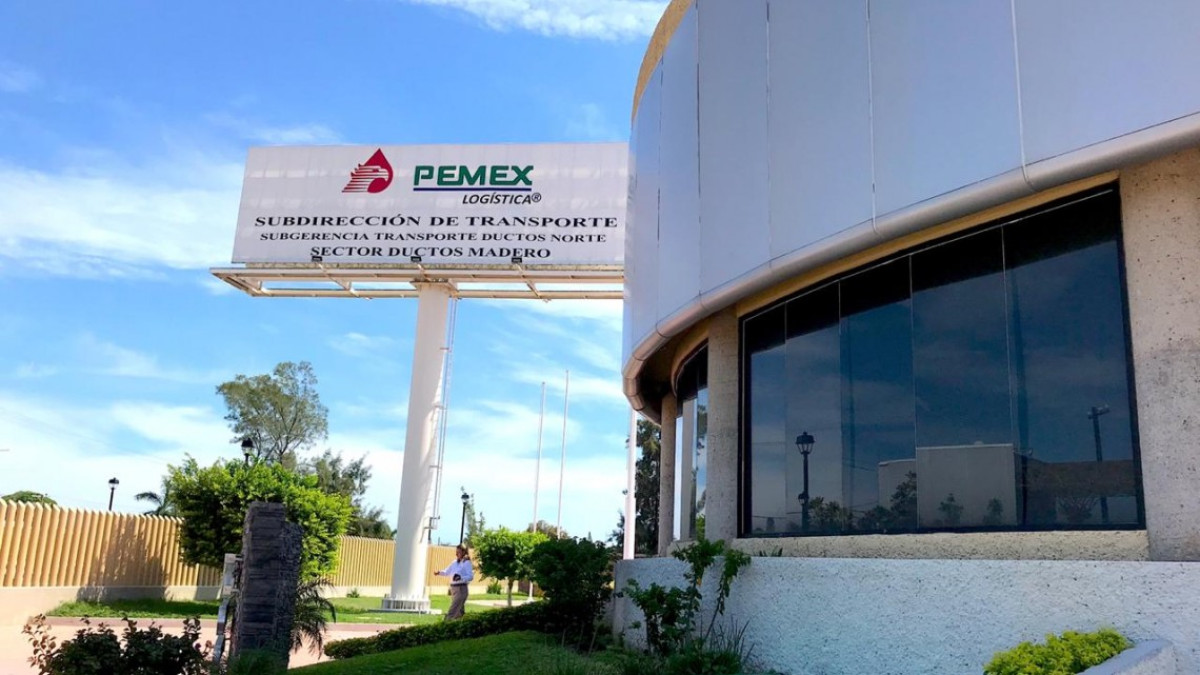 PEMEX
LOGÍSTICA®
SUBDIRECCIÓN DE TRANSPORTE
SUBGERENCIA TRANSPORTE DUCTOS NORTE
SECTOR DUCTOS MADERO